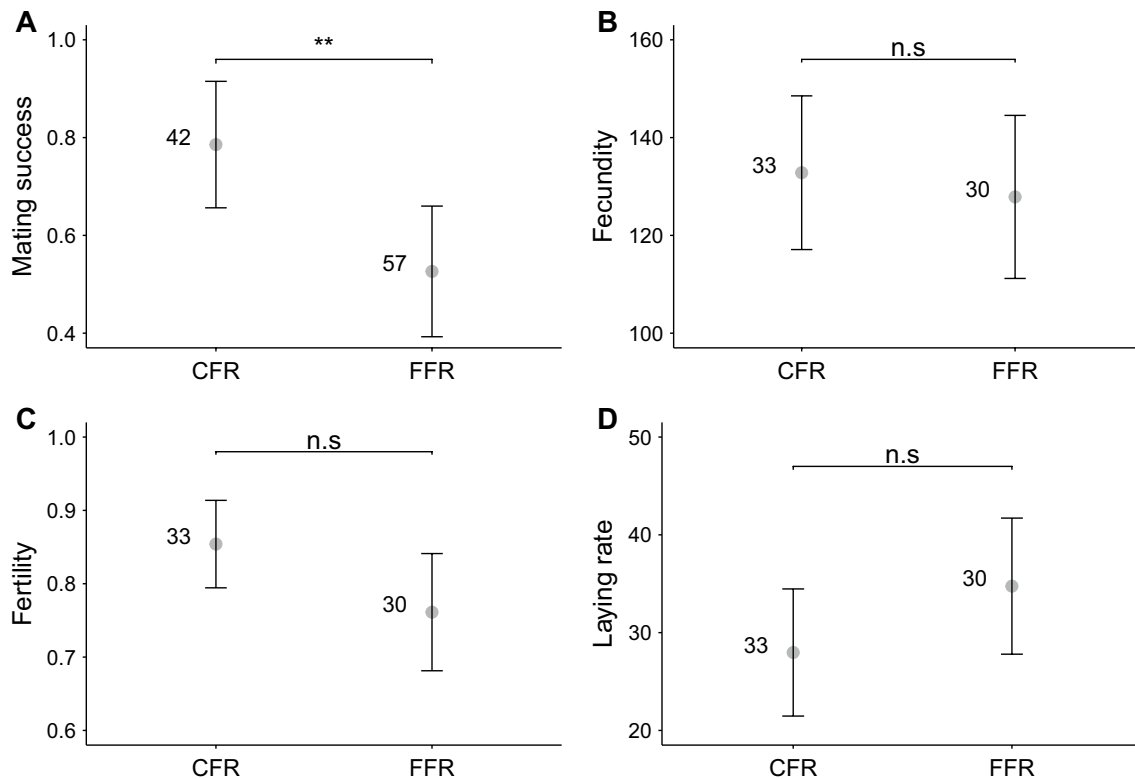 A
Mating success
1.0
0.8
0.6
0.4
**
42
57
CFR
FFR
B
Fecundity
160
140
120
100
n.s
33
30
CFR
FFR
C
Fertility
1.0
0.9
0.8
0.7
0.6
n.s
33
30
CFR
FFR
D
Laying rate
50
40
30
20
n.s
33
30
CFR
FFR